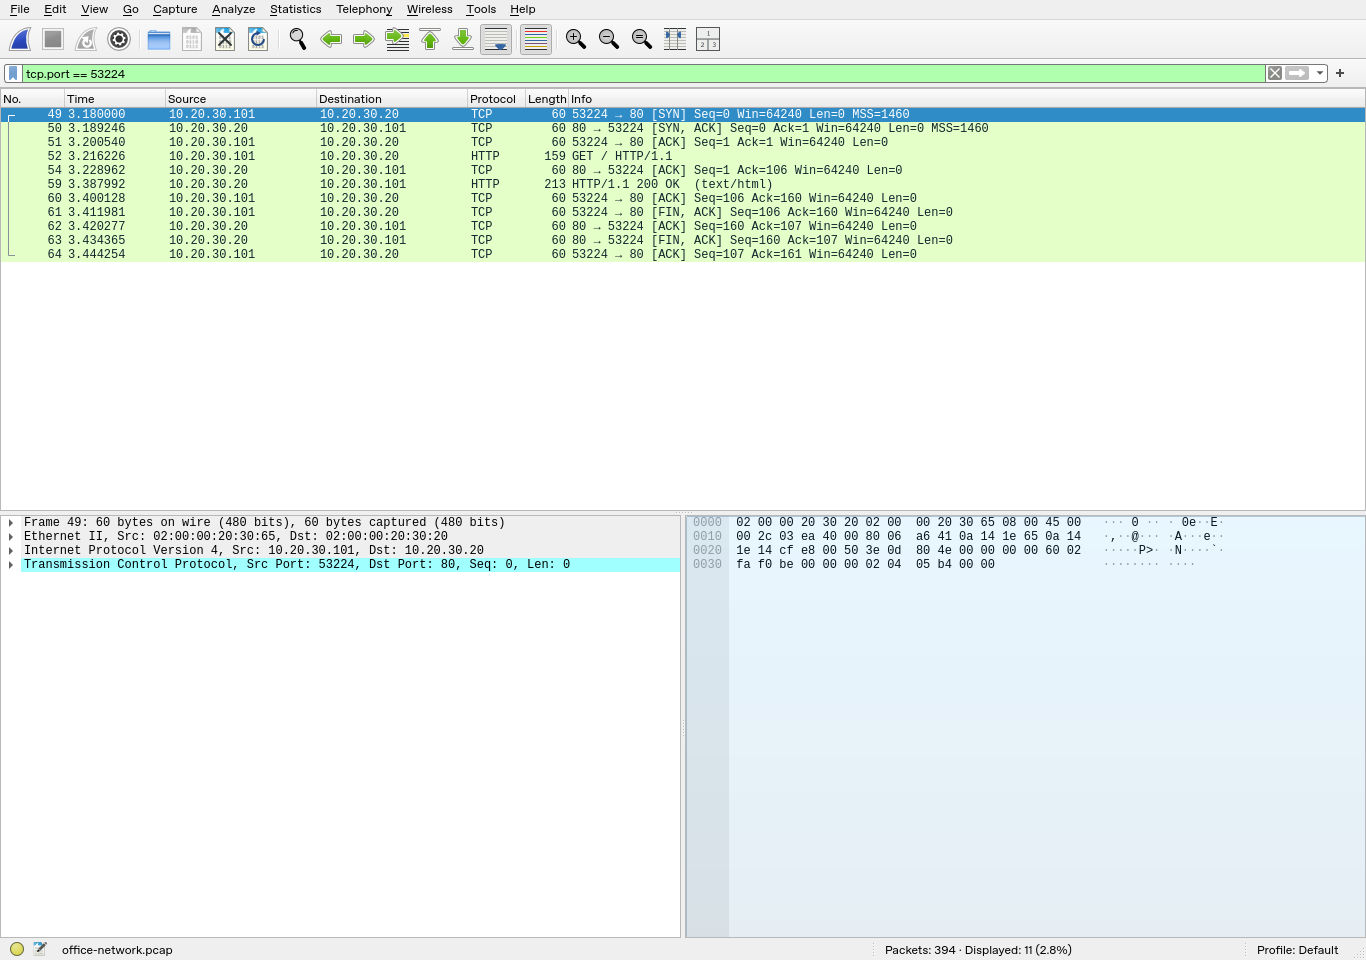 File Edit View Go Capture Analyze Statistics Telephony Wireless Tools Help
tcp.port == 53224
No. Time Source Destination Protocol Length Info
49 3.180000 10.20.30.101 10.20.30.20 TCP 60 53224 → 80 [SYN] Seq=0 Win=64240 Len=0 MSS=1460
50 3.189246 10.20.30.20 10.20.30.101 TCP 60 80 → 53224 [SYN, ACK] Seq=0 Ack=1 Win=64240 Len=0 MSS=1460
51 3.200540 10.20.30.101 10.20.30.20 TCP 60 53224 → 80 [ACK] Seq=1 Ack=1 Win=64240 Len=0
52 3.216226 10.20.30.101 10.20.30.20 HTTP 159 GET / HTTP/1.1
54 3.228962 10.20.30.20 10.20.30.101 TCP 60 80 → 53224 [ACK] Seq=1 Ack=106 Win=64240 Len=0
59 3.387992 10.20.30.20 10.20.30.101 HTTP 213 HTTP/1.1 200 OK (text/html)
60 3.400128 10.20.30.101 10.20.30.20 TCP 60 53224 → 80 [ACK] Seq=106 Ack=160 Win=64240 Len=0
61 3.411981 10.20.30.101 10.20.30.20 TCP 60 53224 → 80 [FIN, ACK] Seq=106 Ack=160 Win=64240 Len=0
62 3.420277 10.20.30.20 10.20.30.101 TCP 60 80 → 53224 [ACK] Seq=160 Ack=107 Win=64240 Len=0
63 3.434365 10.20.30.20 10.20.30.101 TCP 60 80 → 53224 [FIN, ACK] Seq=160 Ack=107 Win=64240 Len=0
64 3.444254 10.20.30.101 10.20.30.20 TCP 60 53224 → 80 [ACK] Seq=107 Ack=161 Win=64240 Len=0
Frame 49: 60 bytes on wire (480 bits), 60 bytes captured (480 bits)
Ethernet II, Src: 02:00:00:20:30:65, Dst: 02:00:00:20:30:20
Internet Protocol Version 4, Src: 10.20.30.101, Dst: 10.20.30.20
Transmission Control Protocol, Src Port: 53224, Dst Port: 80, Seq: 0, Len: 0
0000 02 00 00 20 30 20 02 00 00 20 30 65 08 00 45 00 ··· 0 ·· · 0e··E·
0010 00 2c 03 ea 40 00 80 06 a6 41 0a 14 1e 65 0a 14 ·,··@··· ·A···e··
0020 1e 14 cf e8 00 50 3e 0d 80 4e 00 00 00 00 60 02 ·····P>· ·N····`·
0030 fa f0 be 00 00 00 02 04 05 b4 00 00 ········ ····
office-network.pcap Packets: 394 · Displayed: 11 (2.8%) Profile: Default